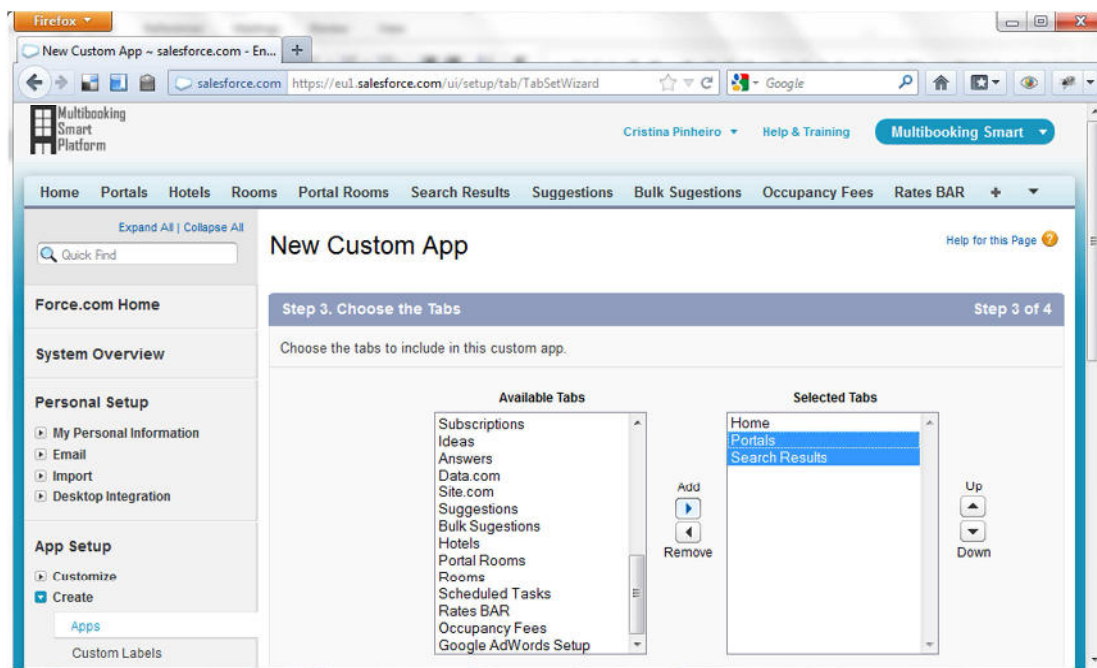 Firefox
New Custom App ~ salesforce.com - En...
salesforce.com https://eu1.salesforce.com/ui/setup/tab/TabSetWizard
Google
Multibooking
Smart
Platform
Cristina Pinheiro Help & Training Multibooking Smart
Home Portals Hotels Rooms Portal Rooms Search Results Suggestions Bulk Sugestions Occupancy Fees Rates BAR +
Expand All | Collapse All
Quick Find
Force.com Home
System Overview
Personal Setup
My Personal Information
Email
Import
Desktop Integration
App Setup
Customize
Create
Apps
Custom Labels
New Custom App
Help for this Page ?
Step 3. Choose the Tabs Step 3 of 4
Choose the tabs to include in this custom app.
Available Tabs
Subscriptions
Ideas
Answers
Data.com
Site.com
Suggestions
Bulk Sugestions
Hotels
Portal Rooms
Rooms
Scheduled Tasks
Rates BAR
Occupancy Fees
Google AdWords Setup
Add
Remove
Selected Tabs
Home
Portals
Search Results
Up
Down